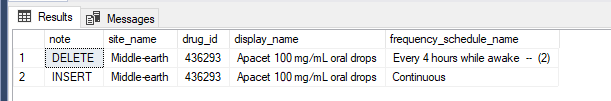 Results Messages
note site_name drug_id display_name frequency_schedule_name
1 DELETE Middle-earth 436293 Apacet 100 mg/mL oral drops Every 4 hours while awake -- (2)
2 INSERT Middle-earth 436293 Apacet 100 mg/mL oral drops Continuous